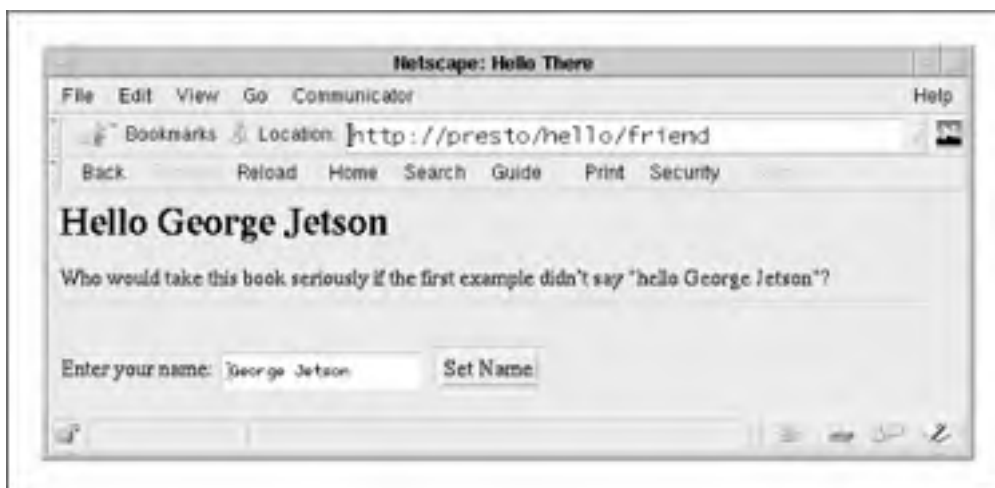 Netscape: Hello There
File Edit View Go Communicator Help
Bookmarks Location: http://presto/hello/friend
Back Reload Home Search Guide Print Security
Hello George Jetson
Who would take this book seriously if the first example didn't say "hello George Jetson"?
Enter your name: George Jetson Set Name